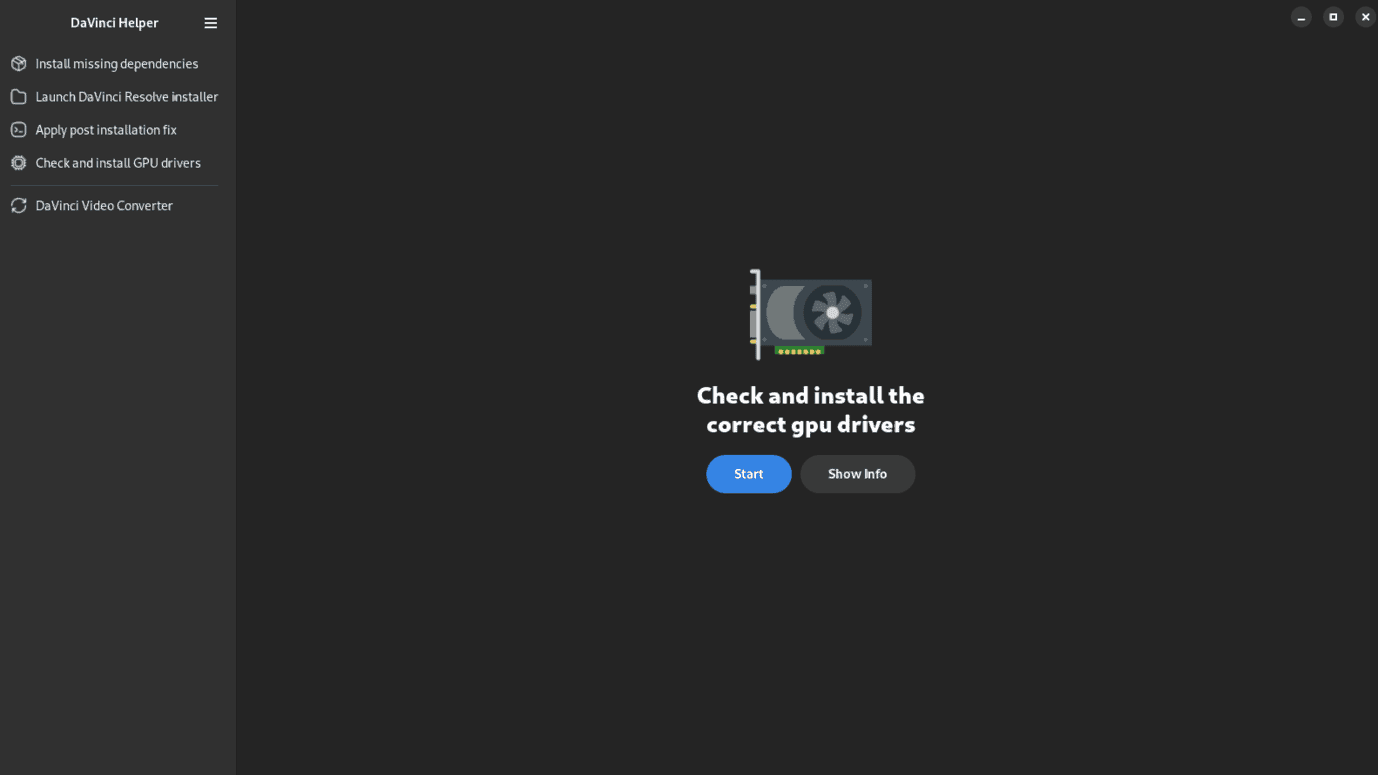 DaVinci Helper
Install missing dependencies
Launch DaVinci Resolve installer
Apply post installation fix
Check and install GPU drivers
DaVinci Video Converter
Check and install the
correct gpu drivers
Start
Show Info